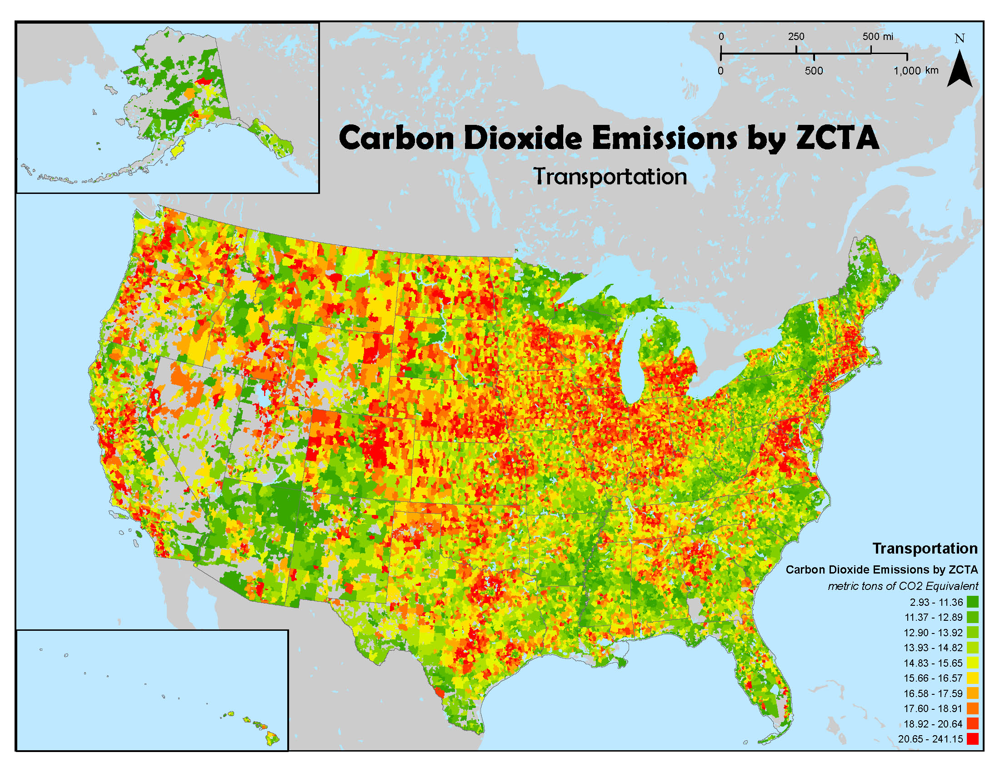 0 250 500 mi
N
0 500 1,000 km
Carbon Dioxide Emissions by ZCTA
Transportation
Transportation
Carbon Dioxide Emissions by ZCTA
metric tons of CO2 Equivalent
2.93 - 11.36
11.37 - 12.89
12.90 - 13.92
13.93 - 14.82
14.83 - 15.65
15.66 - 16.57
16.58 - 17.59
17.60 - 18.91
18.92 - 20.64
20.65 - 241.15